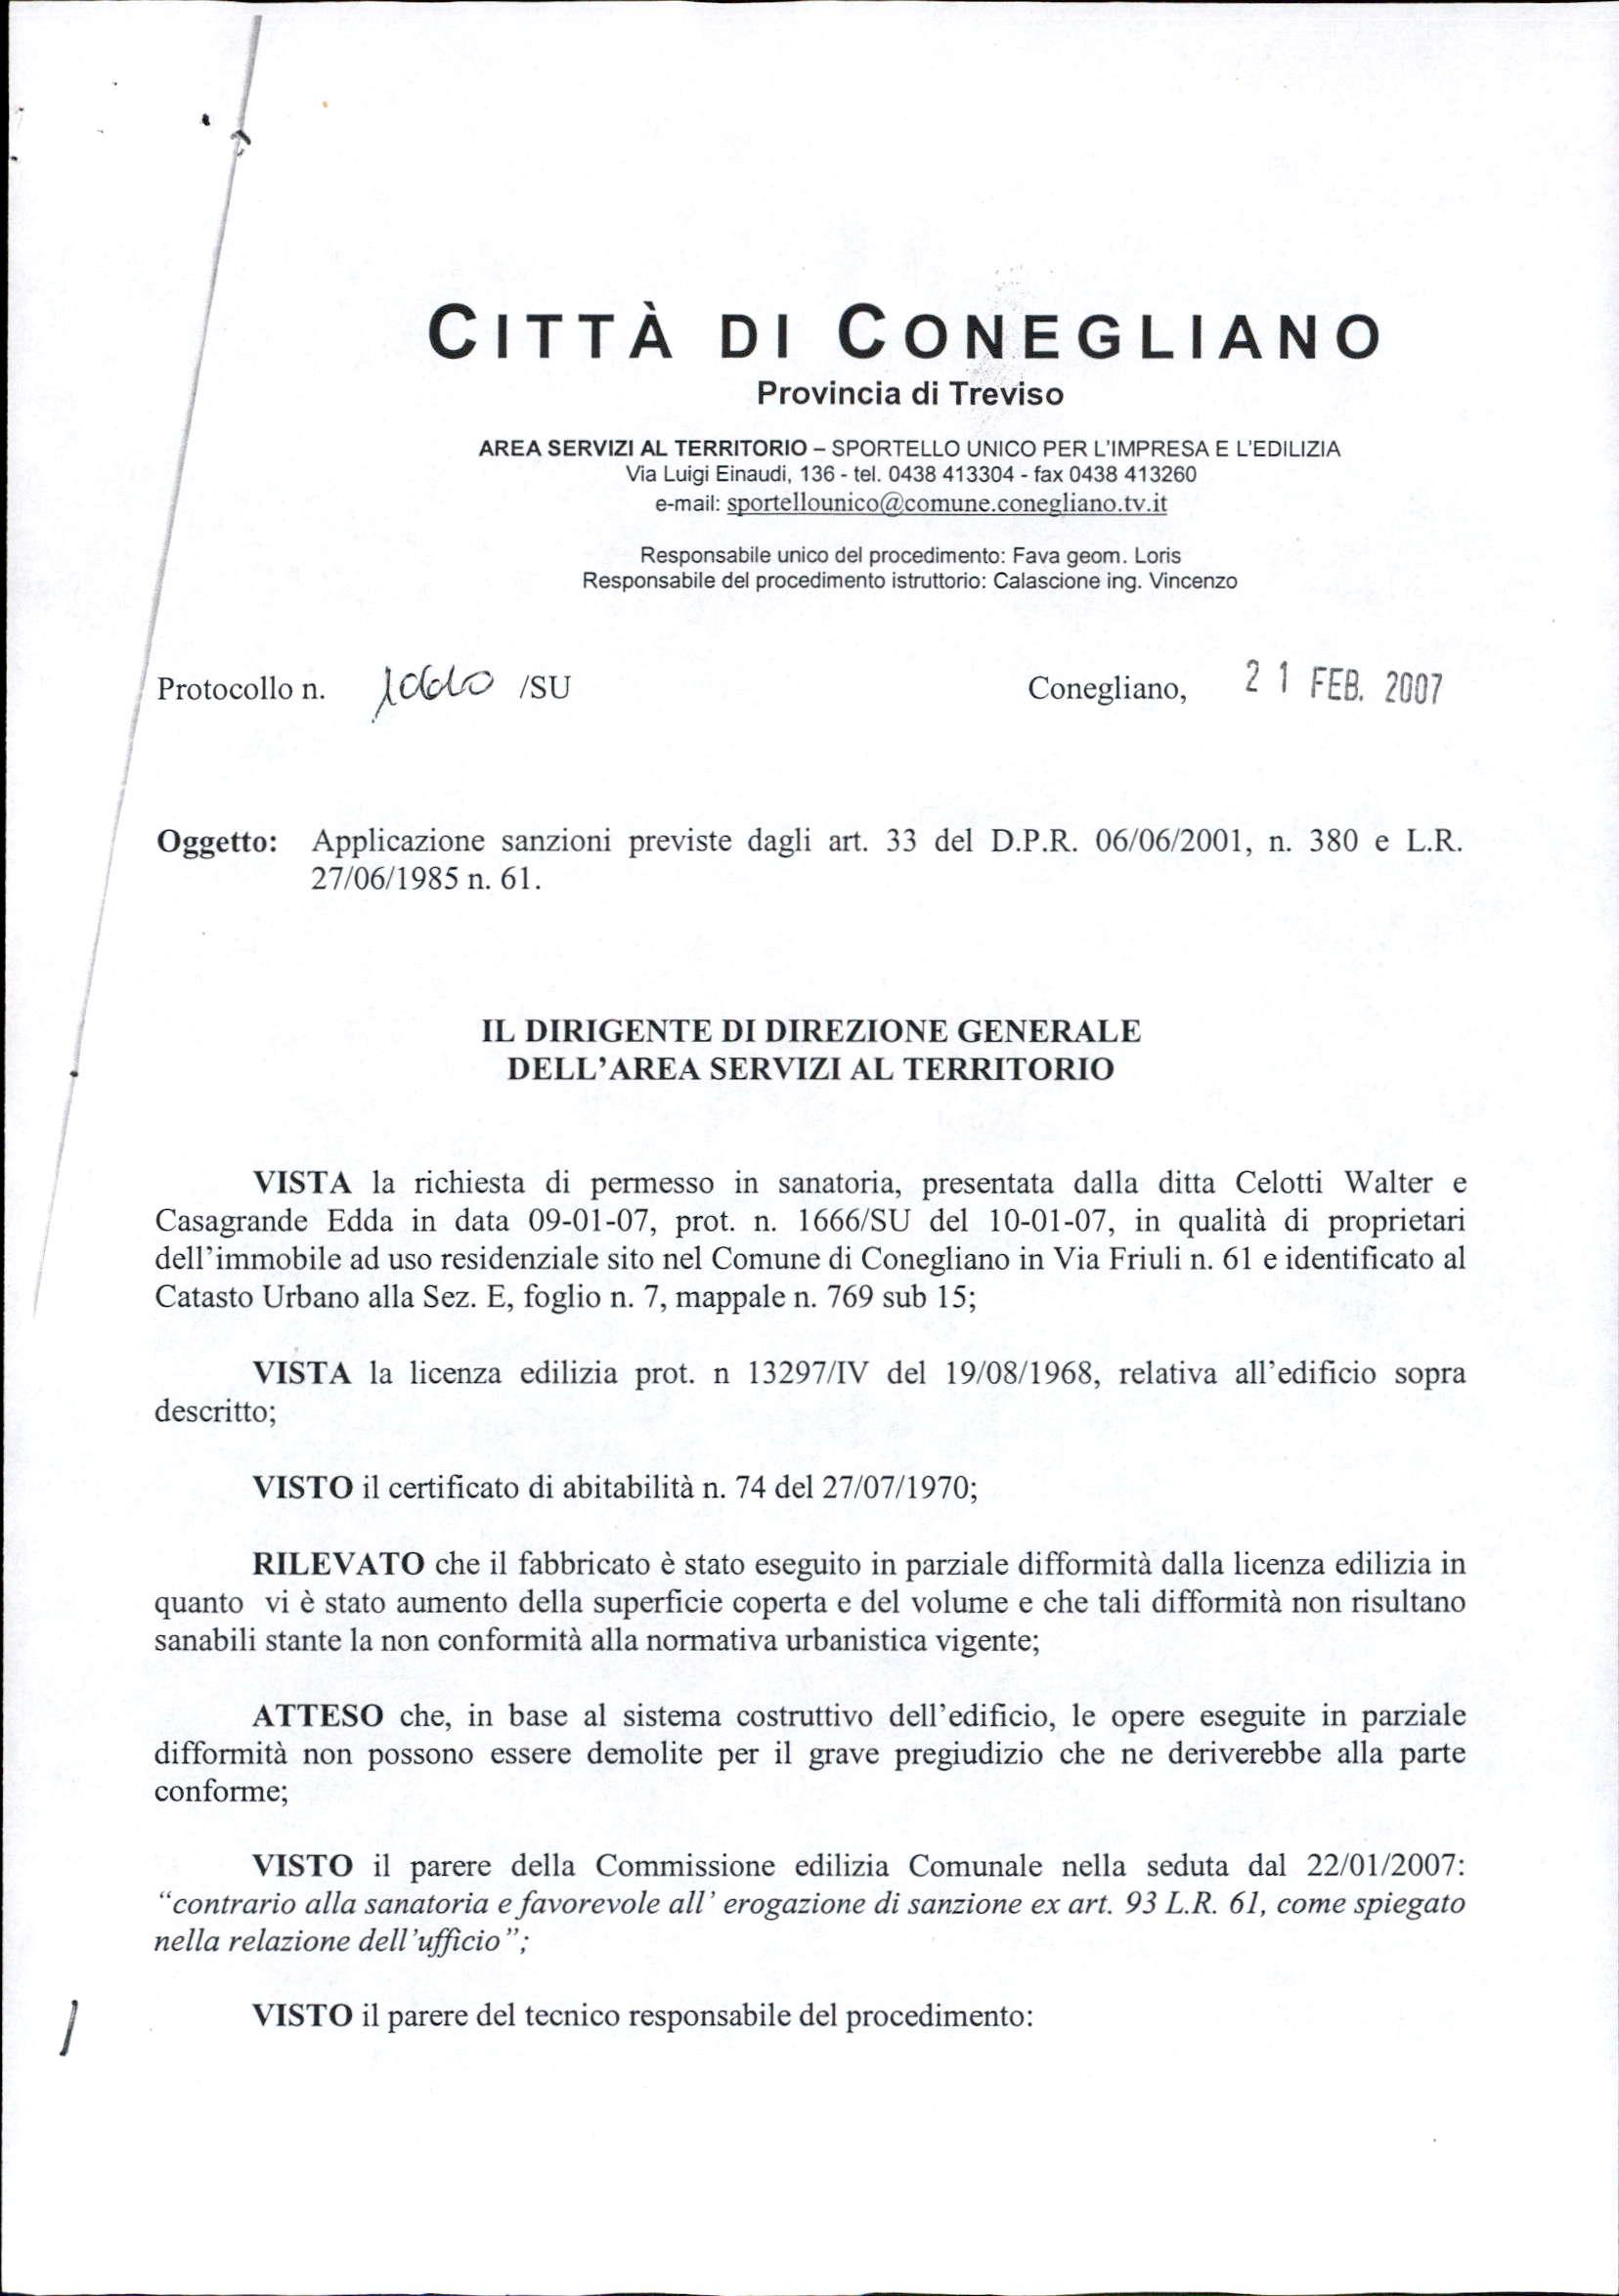 CITTÀ DI CONEGLIANO
Provincia di Treviso
AREA SERVIZI AL TERRITORIO – SPORTELLO UNICO PER L'IMPRESA E L'EDILIZIA
Via Luigi Einaudi, 136 - tel. 0438 413304 - fax 0438 413260
e-mail: sportellounico@comune.conegliano.tv.it
Responsabile unico del procedimento: Fava geom. Loris
Responsabile del procedimento istruttorio: Calascione ing. Vincenzo
Protocollo n. /SU Conegliano, 21 FEB. 2007
Oggetto: Applicazione sanzioni previste dagli art. 33 del D.P.R. 06/06/2001, n. 380 e L.R.
27/06/1985 n. 61.
IL DIRIGENTE DI DIREZIONE GENERALE
DELL'AREA SERVIZI AL TERRITORIO
VISTA la richiesta di permesso in sanatoria, presentata dalla ditta Celotti Walter e
Casagrande Edda in data 09-01-07, prot. n. 1666/SU del 10-01-07, in qualità di proprietari
dell'immobile ad uso residenziale sito nel Comune di Conegliano in Via Friuli n. 61 e identificato al
Catasto Urbano alla Sez. E, foglio n. 7, mappale n. 769 sub 15;
VISTA la licenza edilizia prot. n 13297/IV del 19/08/1968, relativa all'edificio sopra
descritto;
VISTO il certificato di abitabilità n. 74 del 27/07/1970;
RILEVATO che il fabbricato è stato eseguito in parziale difformità dalla licenza edilizia in
quanto vi è stato aumento della superficie coperta e del volume e che tali difformità non risultano
sanabili stante la non conformità alla normativa urbanistica vigente;
ATTESO che, in base al sistema costruttivo dell'edificio, le opere eseguite in parziale
difformità non possono essere demolite per il grave pregiudizio che ne deriverebbe alla parte
conforme;
VISTO il parere della Commissione edilizia Comunale nella seduta dal 22/01/2007:
"contrario alla sanatoria e favorevole all' erogazione di sanzione ex art. 93 L.R. 61, come spiegato
nella relazione dell'ufficio";
VISTO il parere del tecnico responsabile del procedimento: